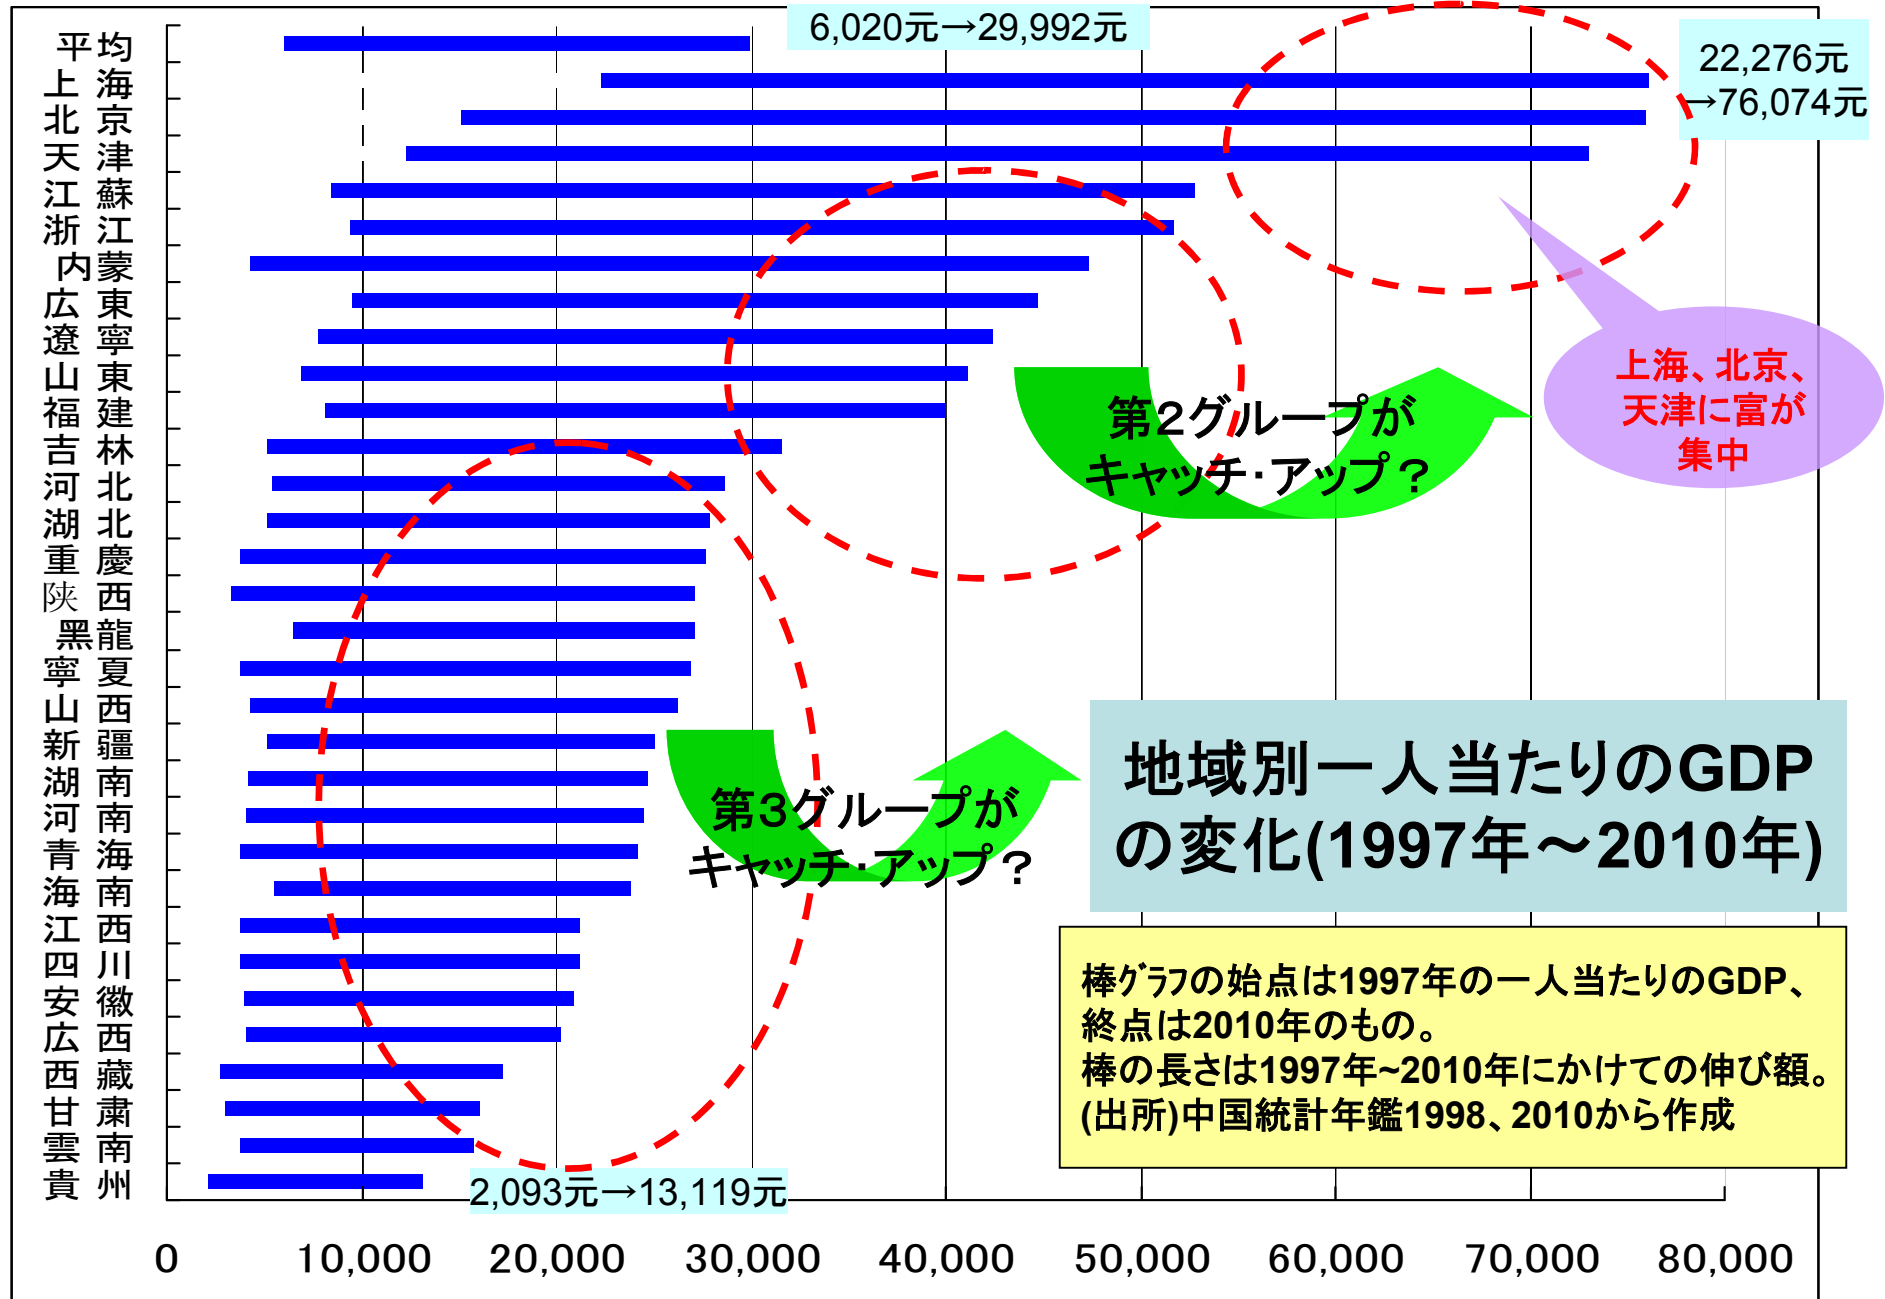 6,020元→29,992元
22,276元
→76,074元
平均
上 海
北 京
天 津
江 蘇
浙 江
内蒙
広 東
遼 寧
山 東
福 建
吉 林
河 北
湖 北
重 慶
陕 西
黒龍
寧 夏
山 西
新 疆
湖 南
河 南
青 海
海 南
江 西
四 川
安 徽
広 西
西 藏
甘 粛
雲 南
貴 州
上海、北京、
天津に富が
集中
第2グループが
キャッチ・アップ？
第3グループが
キャッチ・アップ？
地域別一人当たりのGDP
の変化(1997年～2010年)
棒ｸﾞﾗﾌの始点は1997年の一人当たりのGDP、
終点は2010年のもの。
棒の長さは1997年~2010年にかけての伸び額。
(出所)中国統計年鑑1998、2010から作成
2,093元→13,119元
0 10,000 20,000 30,000 40,000 50,000 60,000 70,000 80,000